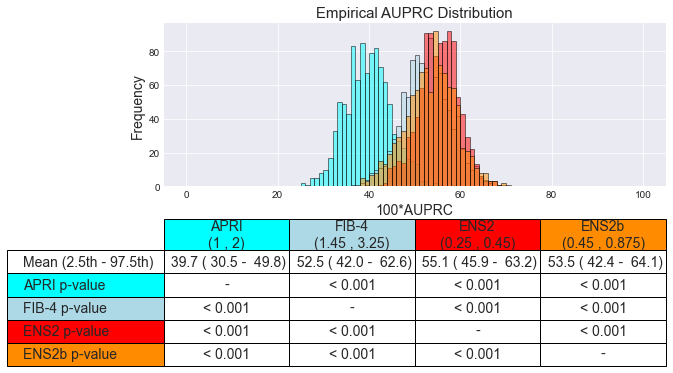 Empirical AUPRC Distribution
Frequency
80
60
40
20
0
0 20 40 60 80 100
100*AUPRC
APRI FIB-4 ENS2 ENS2b
(1 , 2) (1.45 , 3.25) (0.25 , 0.45) (0.45 , 0.875)
Mean (2.5th - 97.5th) 39.7 ( 30.5 - 49.8) 52.5 ( 42.0 - 62.6) 55.1 ( 45.9 - 63.2) 53.5 ( 42.4 - 64.1)
APRI p-value - < 0.001 < 0.001 < 0.001
FIB-4 p-value < 0.001 - < 0.001 < 0.001
ENS2 p-value < 0.001 < 0.001 - < 0.001
ENS2b p-value < 0.001 < 0.001 < 0.001 -